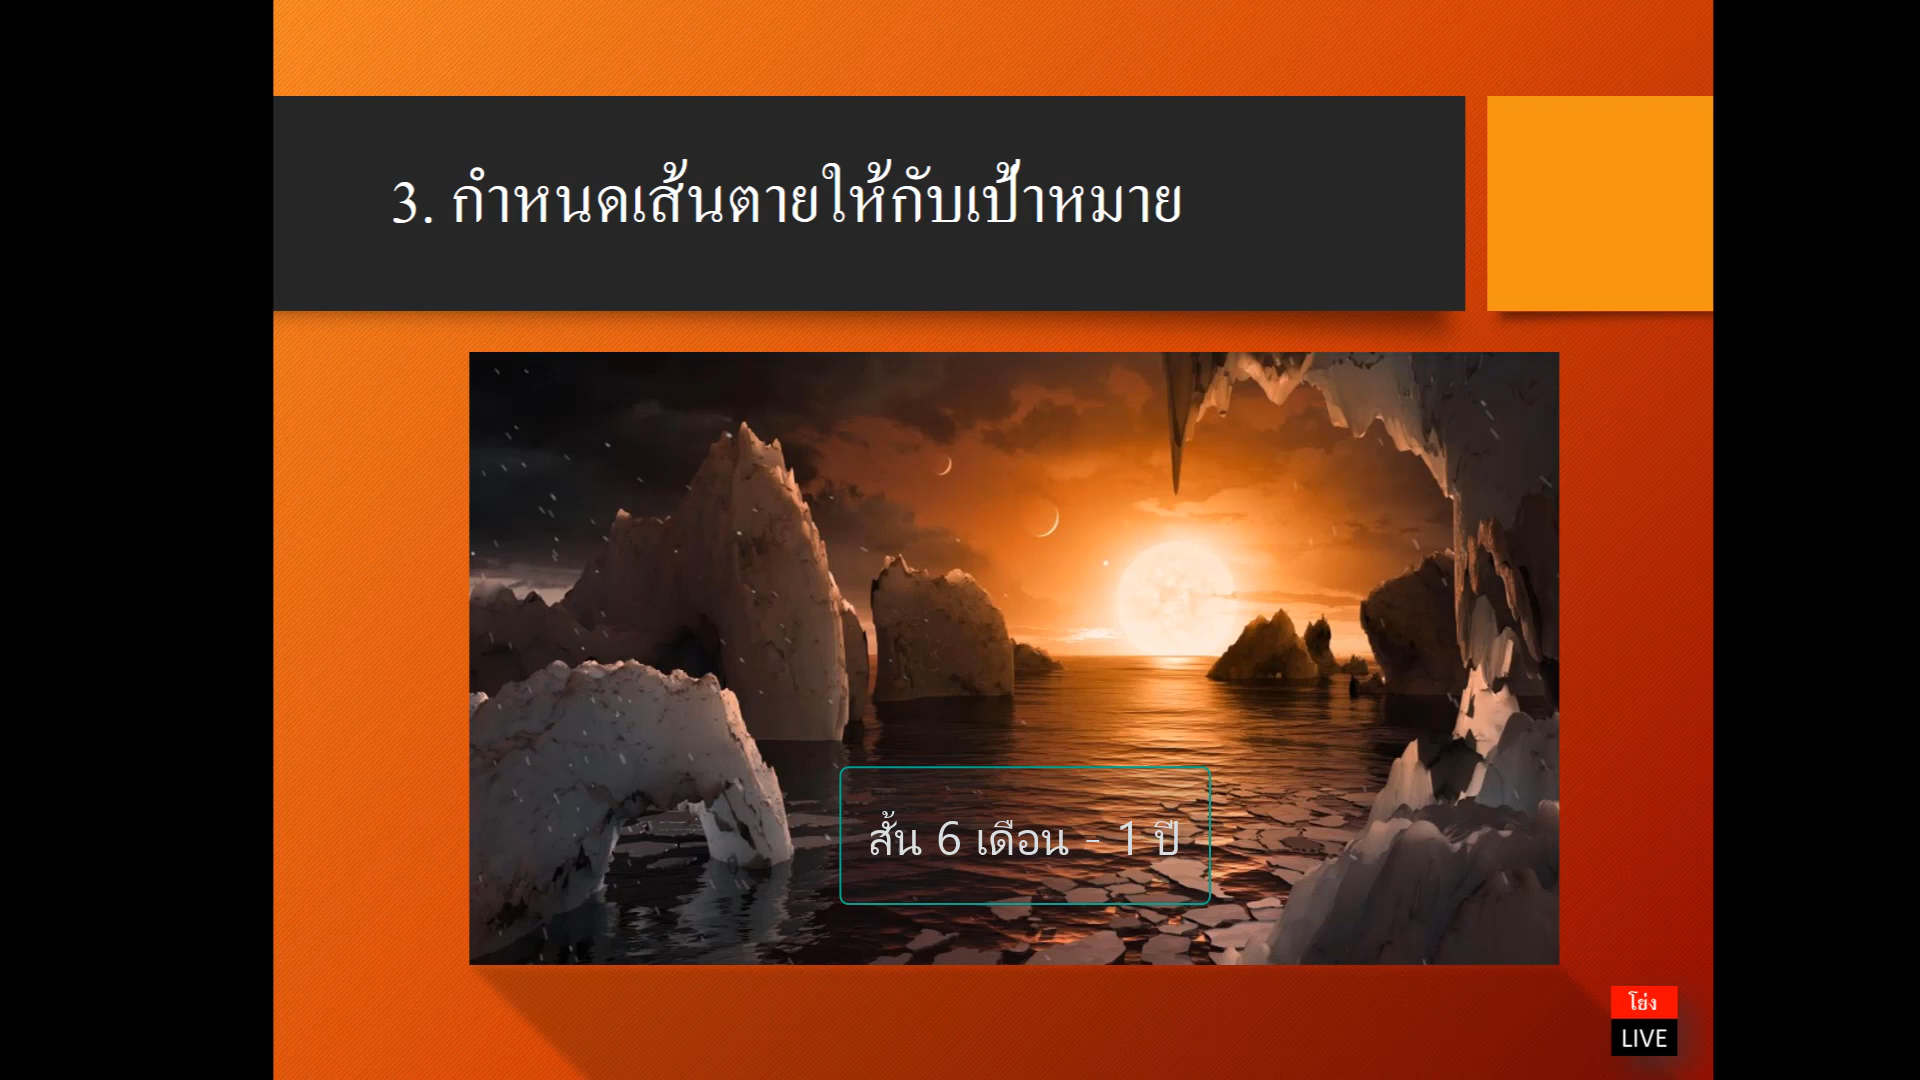 3. กำหนดเส้นตายให้กับเป้าหมาย
สั้น 6 เดือน - 1 ปี
โย่ง
LIVE